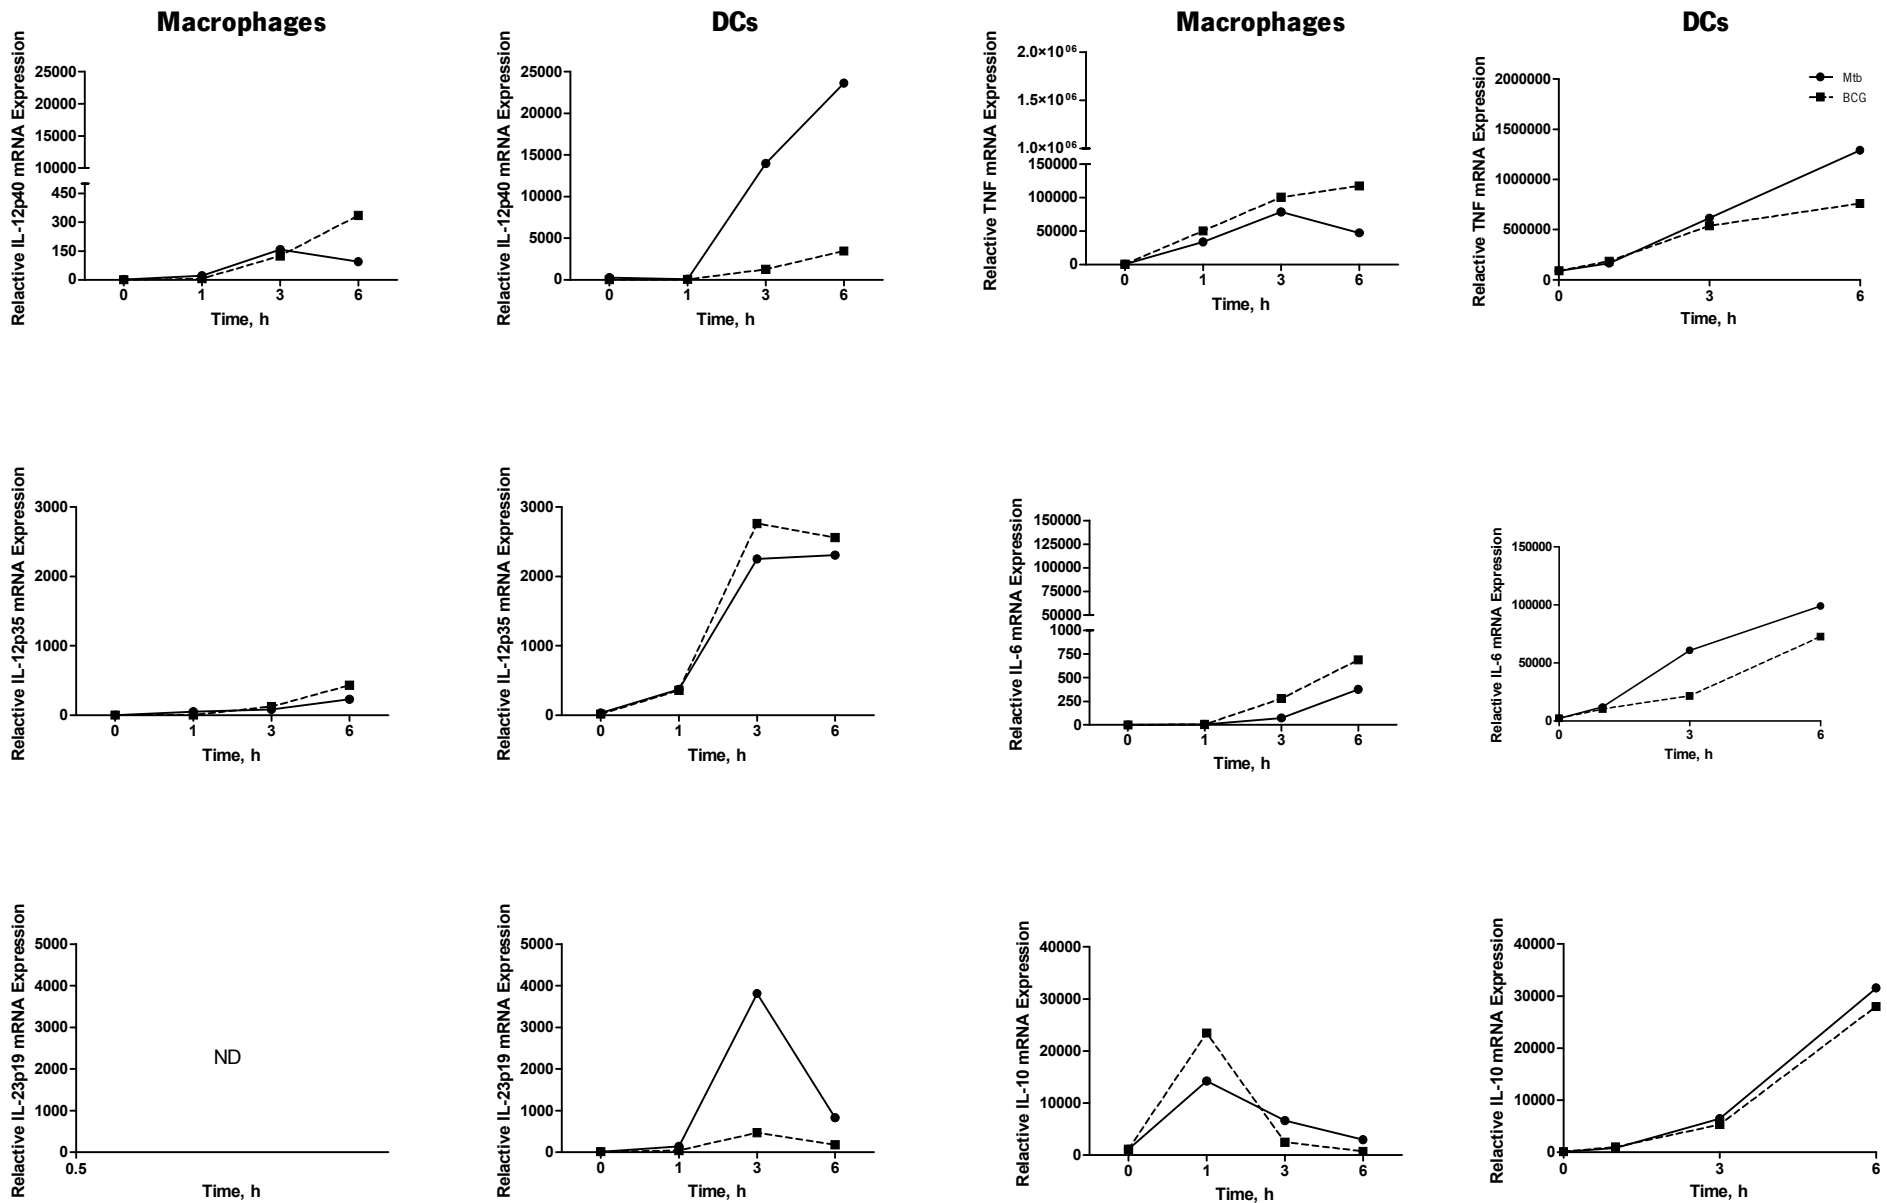 Macrophages
DCs
Macrophages
DCs
Relactive IL-12p40 mRNA Expression
25000
20000
15000
10000
450
300
150
0
0 1 3 6
Time, h
Relactive IL-12p40 mRNA Expression
25000
20000
15000
10000
5000
0
0 1 3 6
Time, h
Relactive TNF mRNA Expression
2.0×10⁰⁶
1.5×10⁰⁶
1.0×10⁰⁶
150000
100000
50000
0
0 1 3 6
Time, h
Relactive TNF mRNA Expression
2000000
1500000
1000000
500000
0
0 3 6
Time, h
Mtb
BCG
Relactive IL-12p35 mRNA Expression
3000
2000
1000
0
0 1 3 6
Time, h
Relactive IL-12p35 mRNA Expression
3000
2000
1000
0
0 1 3 6
Time, h
Relactive IL-6 mRNA Expression
150000
125000
100000
75000
50000
1000
750
500
250
0
0 1 3 6
Time, h
Relactive IL-6 mRNA Expression
150000
100000
50000
0
0 3 6
Time, h
Relactive IL-23p19 mRNA Expression
5000
4000
3000
2000
1000
0
0.5
ND
Time, h
Relactive IL-23p19 mRNA Expression
5000
4000
3000
2000
1000
0
0 1 3 6
Time, h
Relactive IL-10 mRNA Expression
40000
30000
20000
10000
0
0 1 3 6
Time, h
Relactive IL-10 mRNA Expression
40000
30000
20000
10000
0
0 3 6
Time, h